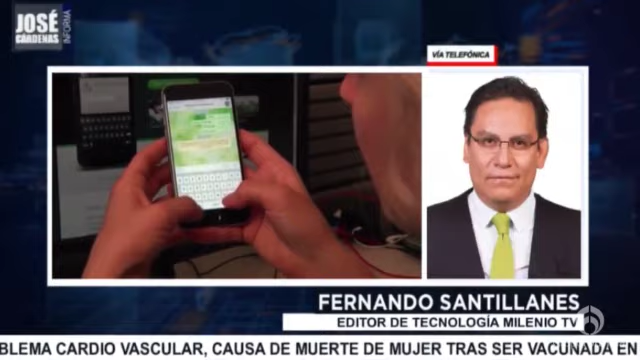 JOSÉ
CÁRDENAS
INFORMA
VÍA TELEFÓNICA
FERNANDO SANTILLANES
EDITOR DE TECNOLOGÍA MILENIO TV
BLEMA CARDIO VASCULAR, CAUSA DE MUERTE DE MUJER TRAS SER VACUNADA EN